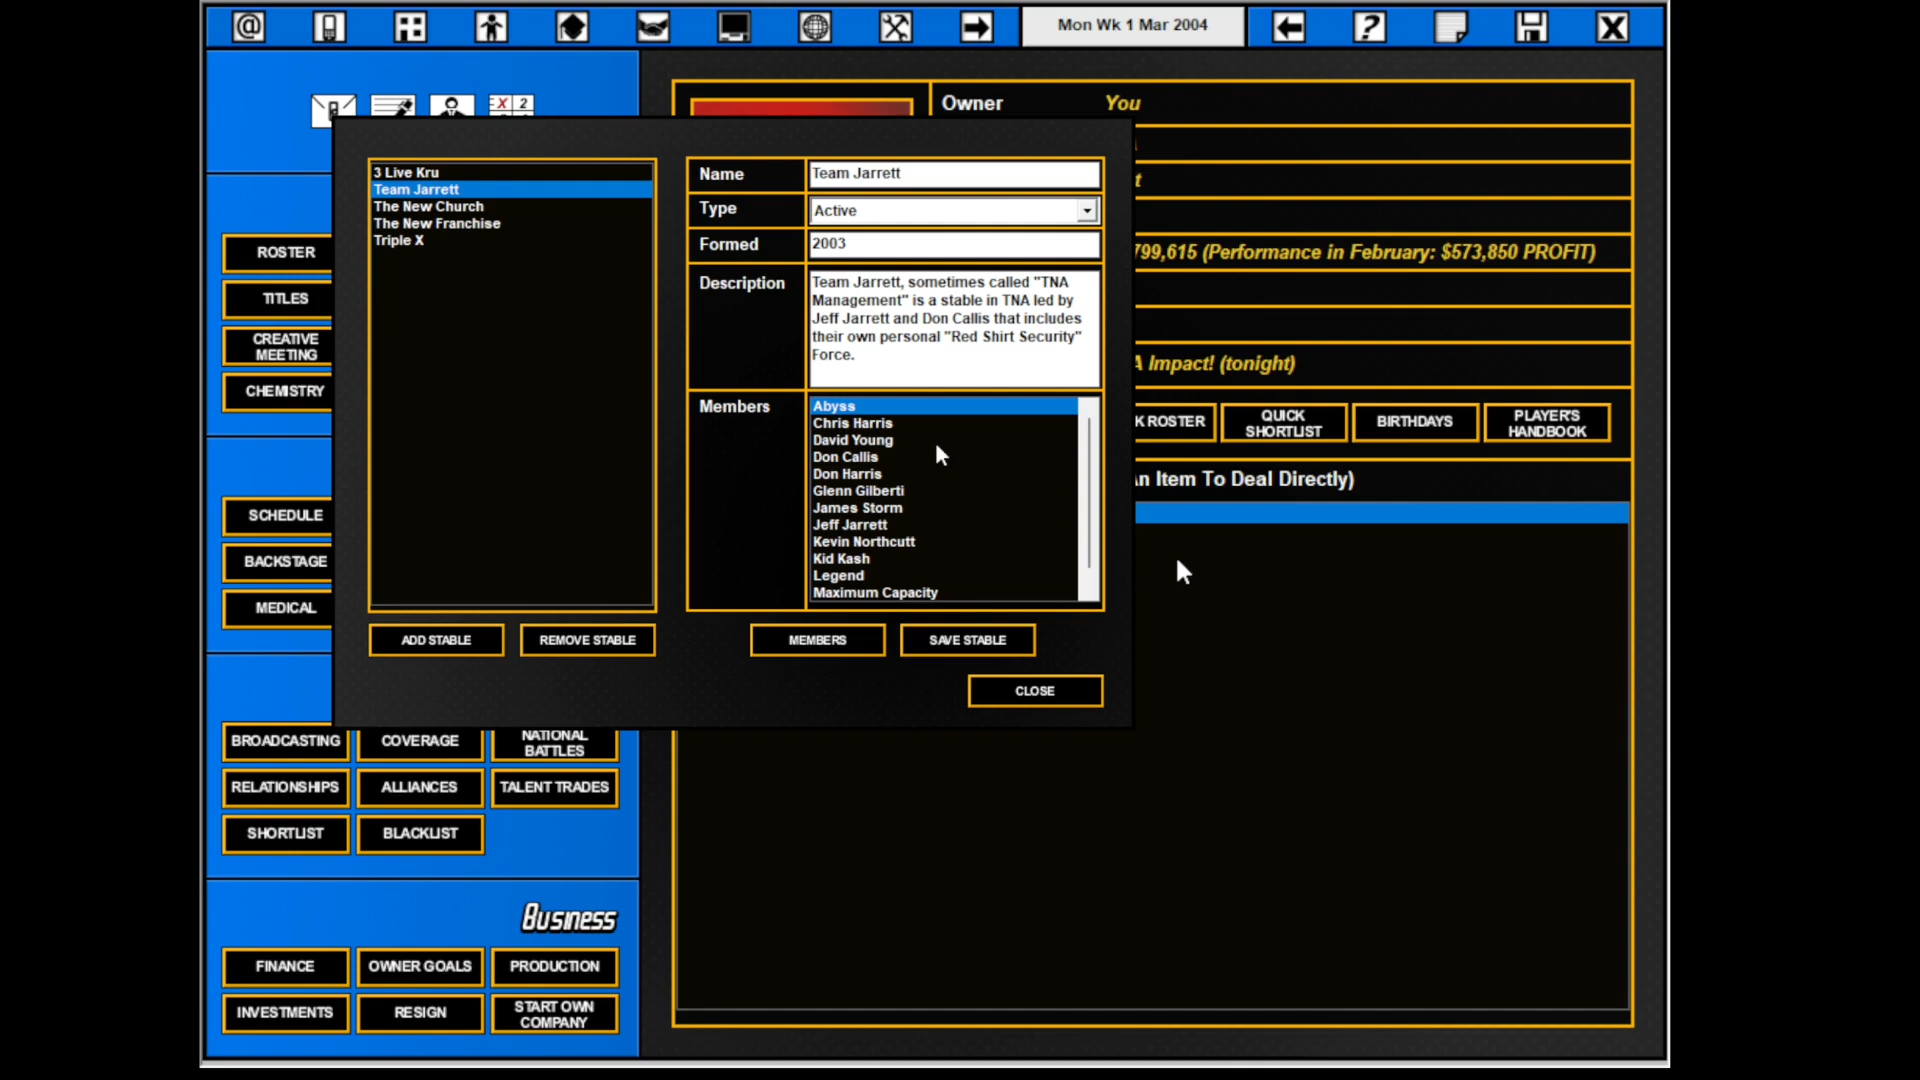 Mon Wk 1 Mar 2004
Owner
You
3 Live Kru
Team Jarrett
The New Church
The New Franchise
Triple X
Name
Team Jarrett
Type
Active
Formed
2003
Description
Team Jarrett, sometimes called "TNA
Management" is a stable in TNA led by
Jeff Jarrett and Don Callis that includes
their own personal "Red Shirt Security"
Force.
Members
Abyss
Chris Harris
David Young
Don Callis
Don Harris
Glenn Gilberti
James Storm
Jeff Jarrett
Kevin Northcutt
Kid Kash
Legend
Maximum Capacity
ADD STABLE
REMOVE STABLE
MEMBERS
SAVE STABLE
CLOSE
799,615 (Performance in February: $573,850 PROFIT)
A Impact! (tonight)
K ROSTER
QUICK
SHORTLIST
BIRTHDAYS
PLAYER'S
HANDBOOK
An Item To Deal Directly)
ROSTER
TITLES
CREATIVE
MEETING
CHEMISTRY
SCHEDULE
BACKSTAGE
MEDICAL
BROADCASTING
COVERAGE
NATIONAL
BATTLES
RELATIONSHIPS
ALLIANCES
TALENT TRADES
SHORTLIST
BLACKLIST
Business
FINANCE
OWNER GOALS
PRODUCTION
INVESTMENTS
RESIGN
START OWN
COMPANY